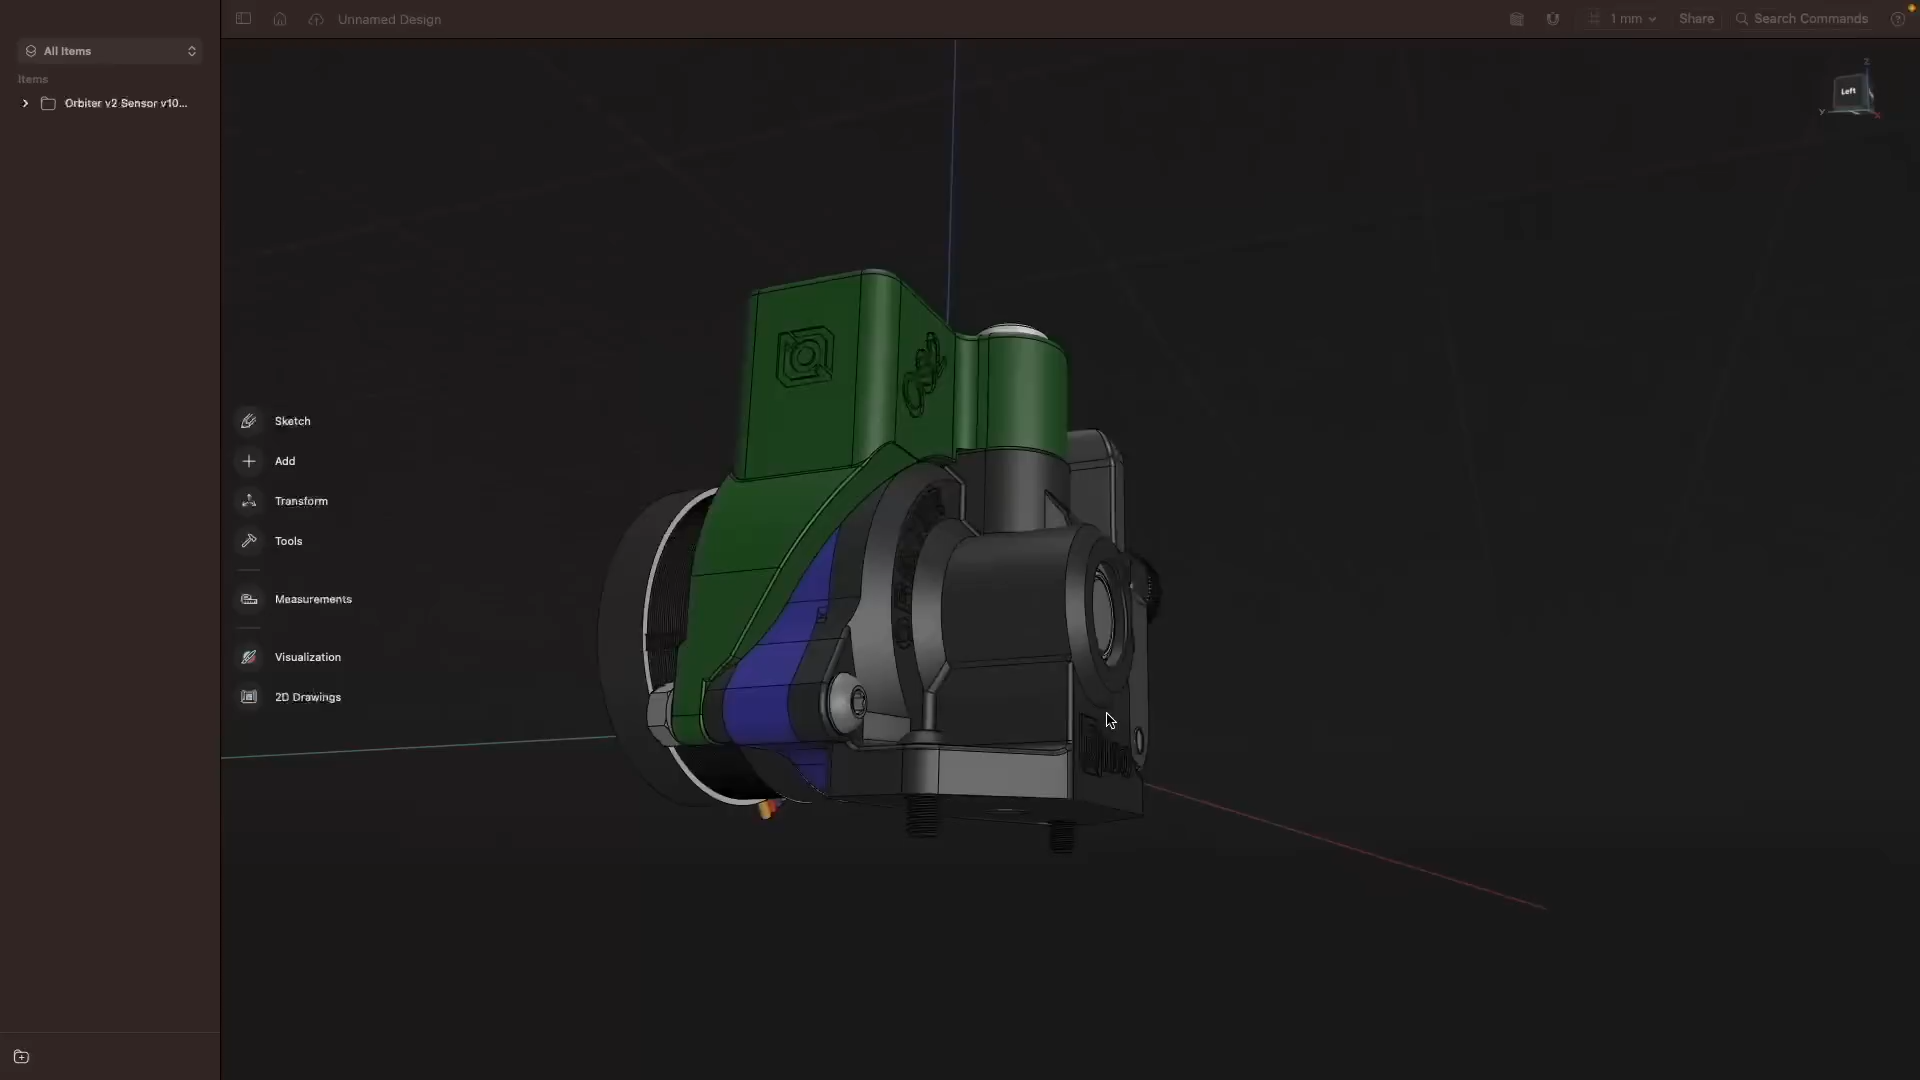 Unnamed Design
1 mm
Share
Search Commands
All Items
Items
Orbiter v2 Sensor v10...
Z
Left
Y
X
Sketch
Add
Transform
Tools
Measurements
Visualization
2D Drawings